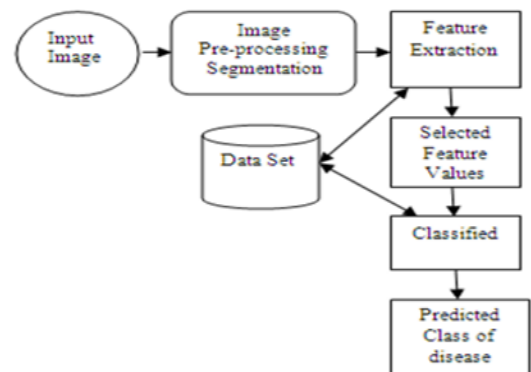 Input
Image
Image
Pre-processing
Segmentation
Feature
Extraction
Data Set
Selected
Feature
Values
Classified
Predicted
Class of
disease